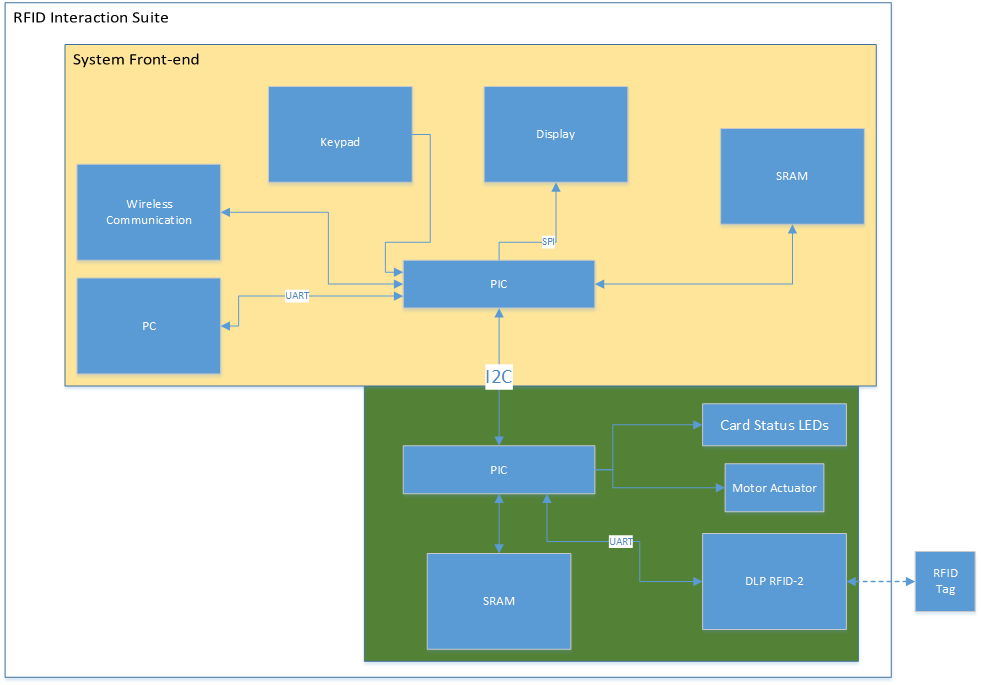 RFID Interaction Suite
System Front-end
Keypad
Display
SRAM
Wireless
Communication
SPI
PIC
UART
PC
I2C
Card Status LEDs
PIC
Motor Actuator
UART
DLP RFID-2
RFID
Tag
SRAM